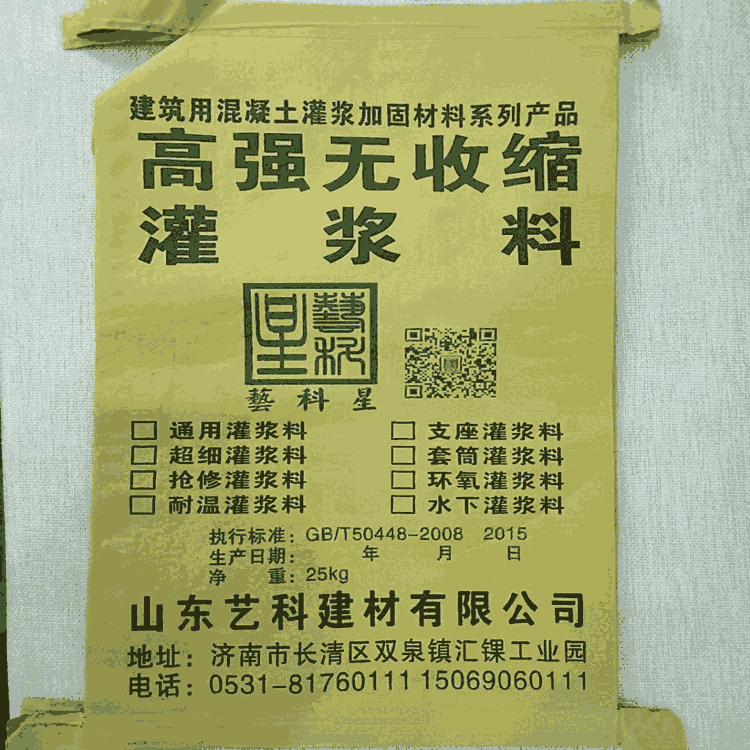 建筑用混凝土灌浆加固材料系列产品
高强无收缩
灌浆料
星藝科
藝科星
□ 通用灌浆料 □ 支座灌浆料
□ 超细灌浆料 □ 套筒灌浆料
□ 抢修灌浆料 □ 环氧灌浆料
□ 耐温灌浆料 □ 水下灌浆料
执行标准：GB/T50448-2008 2015
生产日期： 年 月 日
净 重：25kg
山东艺科建材有限公司
地址：济南市长清区双泉镇汇锞工业园
电话：0531-81760111 15069060111